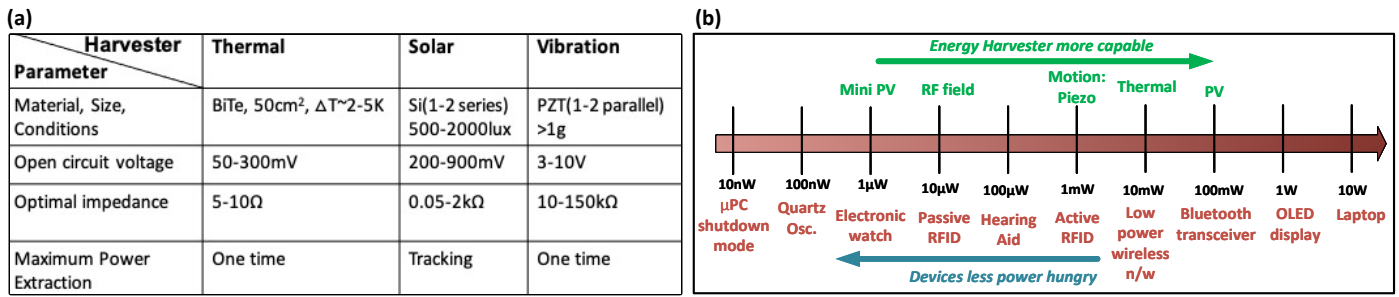 (a)
Harvester Thermal Solar Vibration
Parameter
Material, Size, BiTe, 50cm², ΔT~2-5K Si(1-2 series) PZT(1-2 parallel)
Conditions 500-2000lux >1g
Open circuit voltage 50-300mV 200-900mV 3-10V
Optimal impedance 5-10Ω 0.05-2kΩ 10-150kΩ
Maximum Power One time Tracking One time
Extraction
(b)
Energy Harvester more capable
Mini PV RF field Motion: Piezo Thermal PV
10nW 100nW 1µW 10µW 100µW 1mW 10mW 100mW 1W 10W
µPC
shutdown
mode
Quartz
Osc.
Electronic
watch
Passive
RFID
Hearing
Aid
Active
RFID
Low
power
wireless
n/w
Bluetooth
transceiver
OLED
display
Laptop
Devices less power hungry